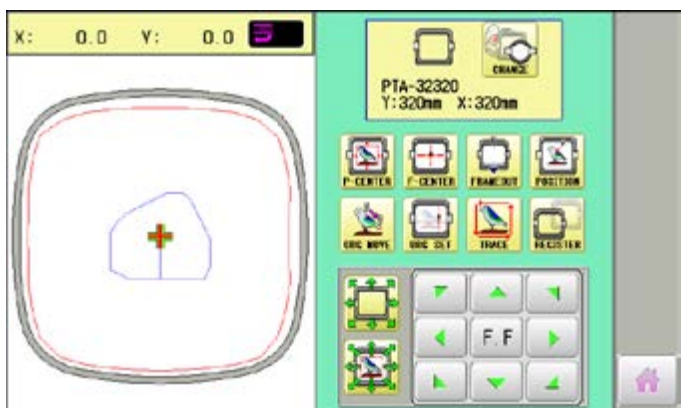 X: 0.0 Y: 0.0
CHANGE
PTA-32320
Y:320mm X:320mm
P-CENTER F-CENTER FRAMEOUT POSITION
ORG MOVE ORG SET TRACE REGISTER
F.F